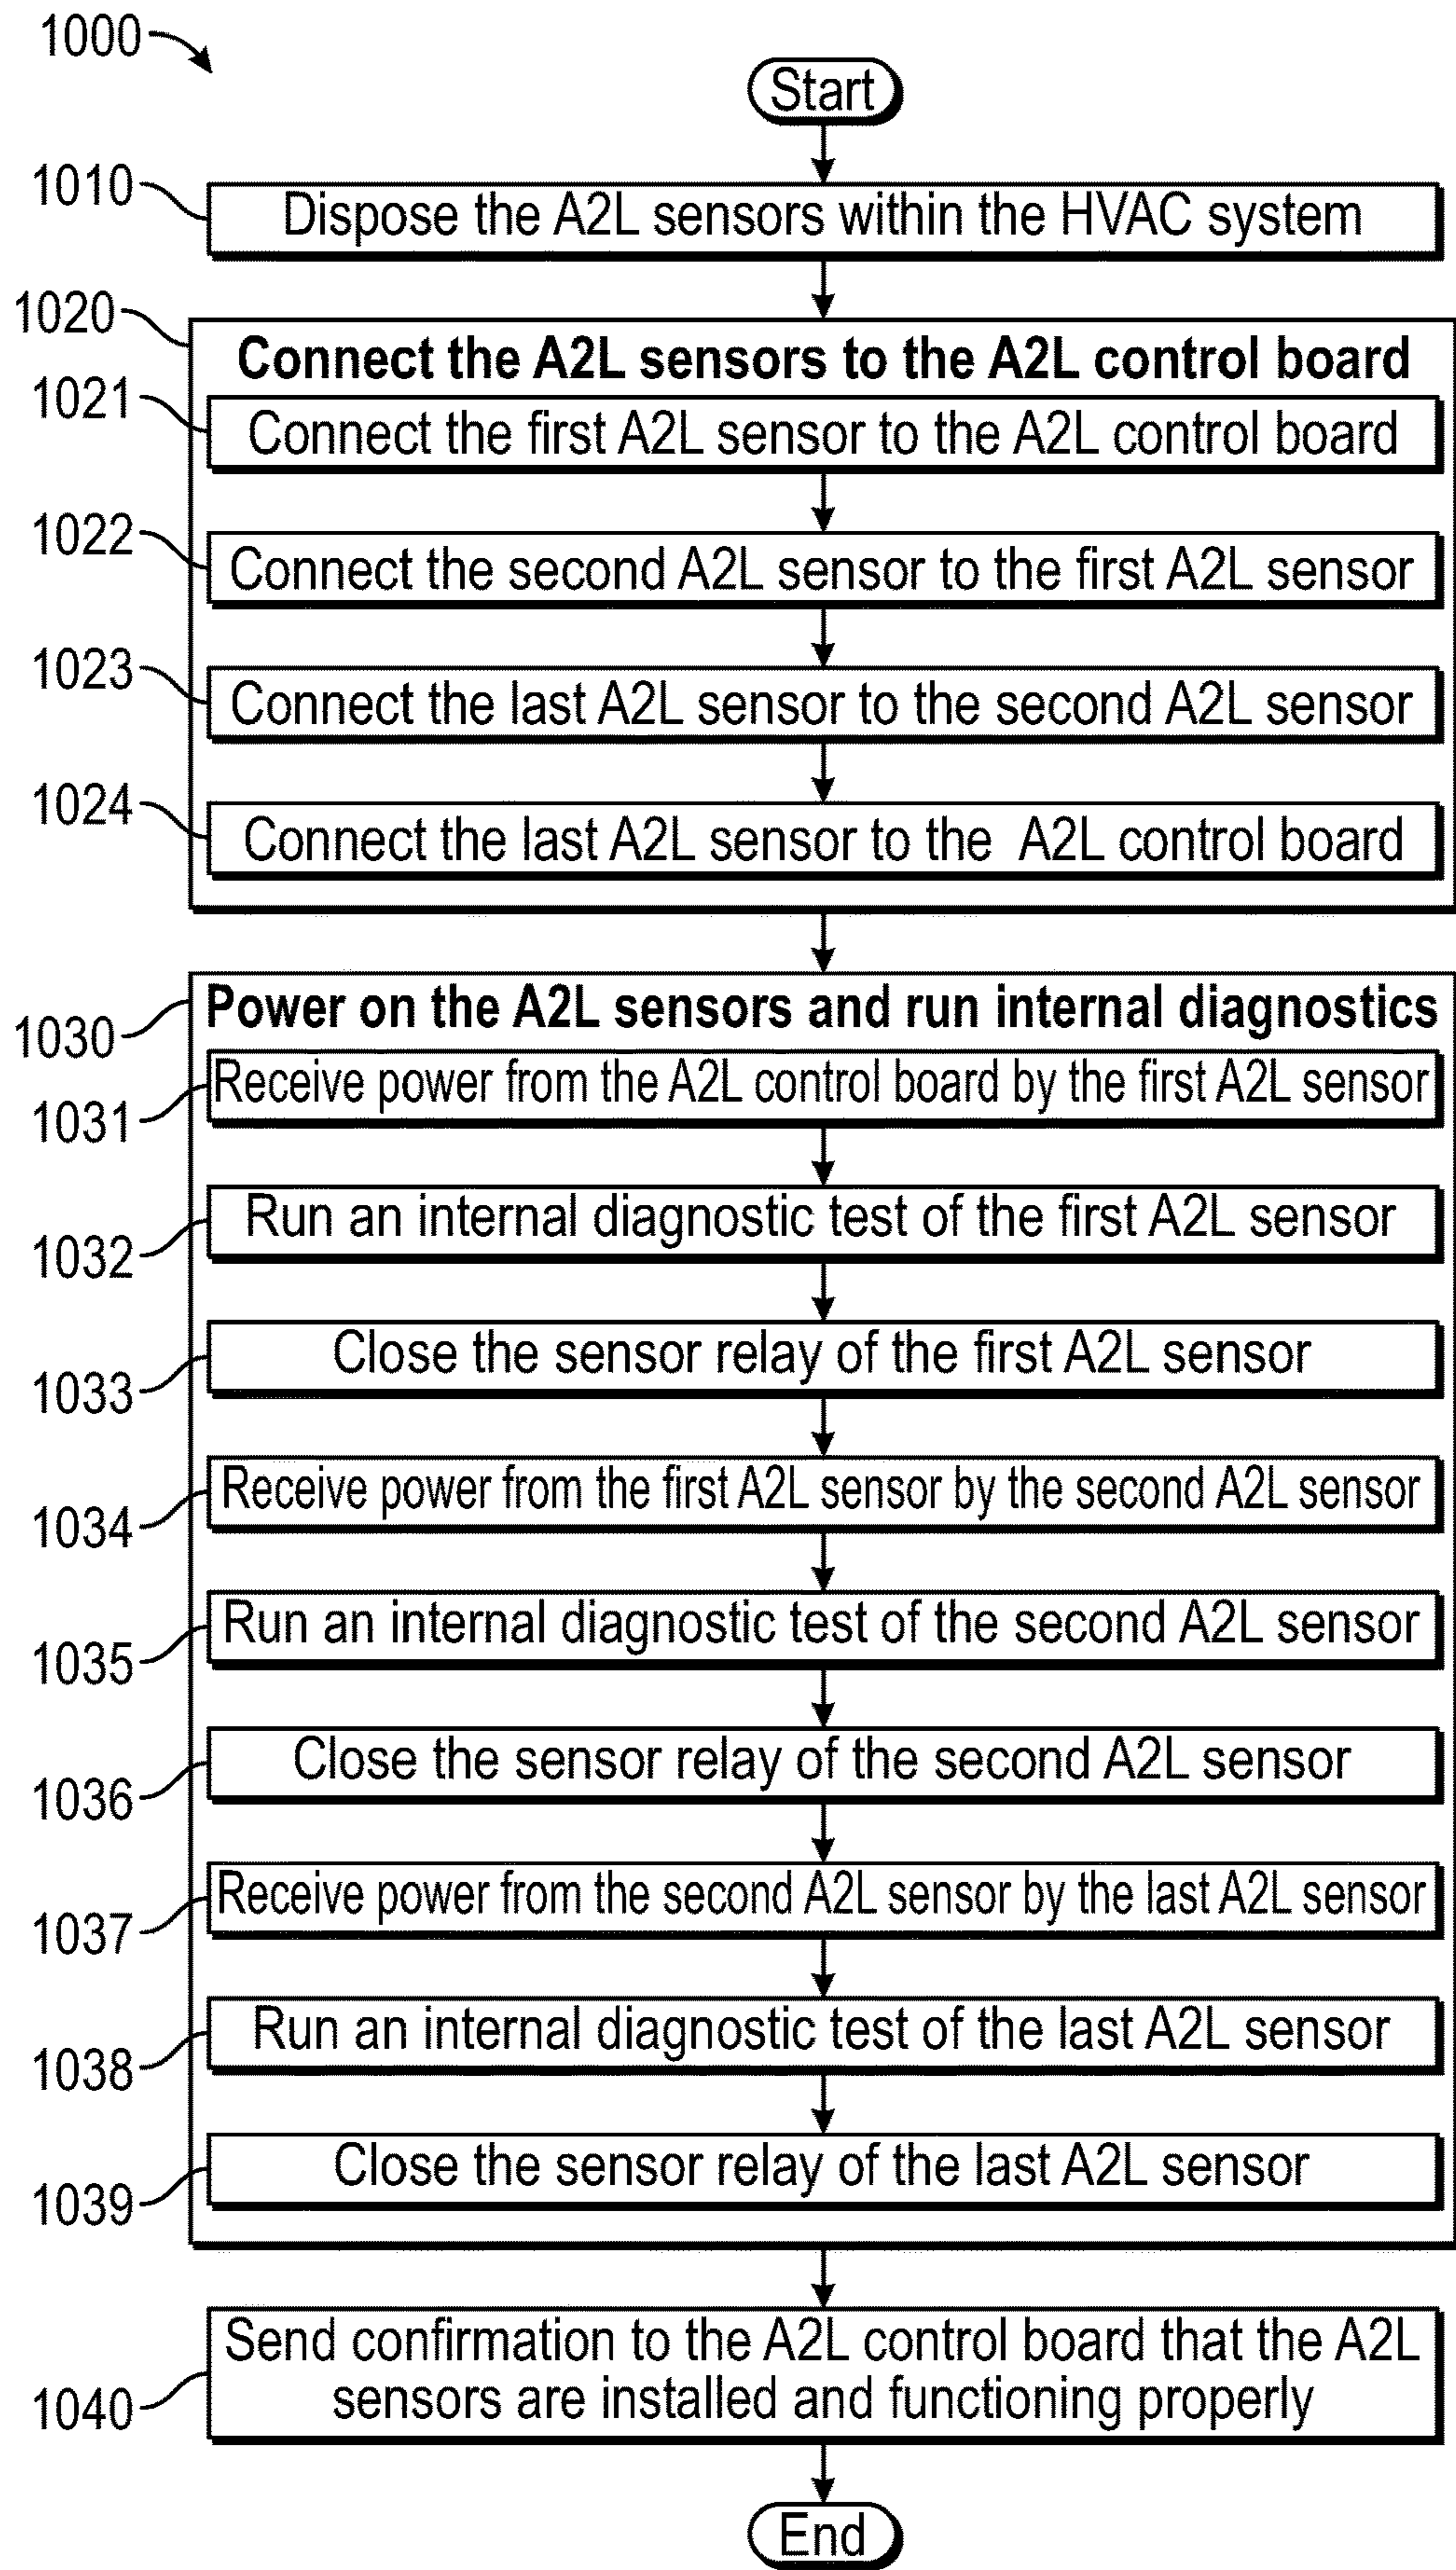 1000
Start
1010
Dispose the A2L sensors within the HVAC system
1020
Connect the A2L sensors to the A2L control board
1021
Connect the first A2L sensor to the A2L control board
1022
Connect the second A2L sensor to the first A2L sensor
1023
Connect the last A2L sensor to the second A2L sensor
1024
Connect the last A2L sensor to the A2L control board
1030
Power on the A2L sensors and run internal diagnostics
Receive power from the A2L control board by the first A2L sensor
1031
Run an internal diagnostic test of the first A2L sensor
1032
Close the sensor relay of the first A2L sensor
1033
Receive power from the first A2L sensor by the second A2L sensor
1034
Run an internal diagnostic test of the second A2L sensor
1035
Close the sensor relay of the second A2L sensor
1036
Receive power from the second A2L sensor by the last A2L sensor
1037
Run an internal diagnostic test of the last A2L sensor
1038
Close the sensor relay of the last A2L sensor
1039
Send confirmation to the A2L control board that the A2L
sensors are installed and functioning properly
1040
End